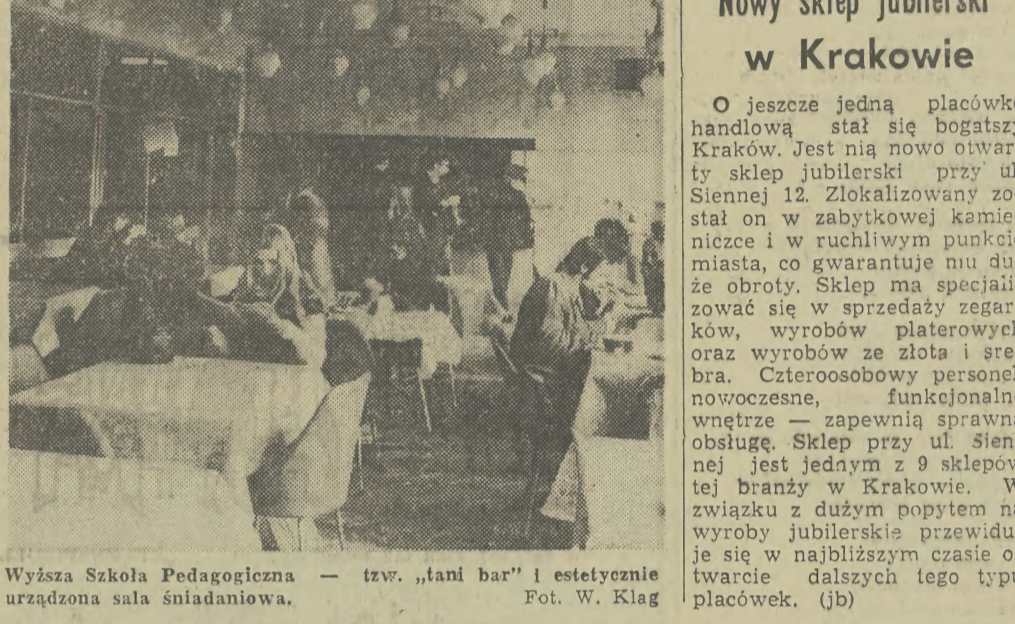 Wyższa Szkoła Pedagogiczna — tzw. „tani bar” i estetycznie
urządzona sala śniadaniowa. Fot. W. Klag
Nowy sklep jubilerski
w Krakowie
O jeszcze jedną placówk
handlową stał się bogatszy
Kraków. Jest nią nowo otwar
ty sklep jubilerski przy ul
Siennej 12. Zlokalizowany zo
stał on w zabytkowej kamie
niczce i w ruchliwym punkci
miasta, co gwarantuje mu du
że obroty. Sklep ma specjali
zować się w sprzedaży zegar
ków, wyrobów platerowych
oraz wyrobów ze złota i sre
bra. Czteroosobowy personel
nowoczesne, funkcjonaln
wnętrze — zapewnią sprawn
obsługę. Sklep przy ul. Sien
nej jest jednym z 9 sklepów
tej branży w Krakowie. W
związku z dużym popytem na
wyroby jubilerskie przewidu
je się w najbliższym czasie o
twarcie dalszych tego typu
placówek. (jb)